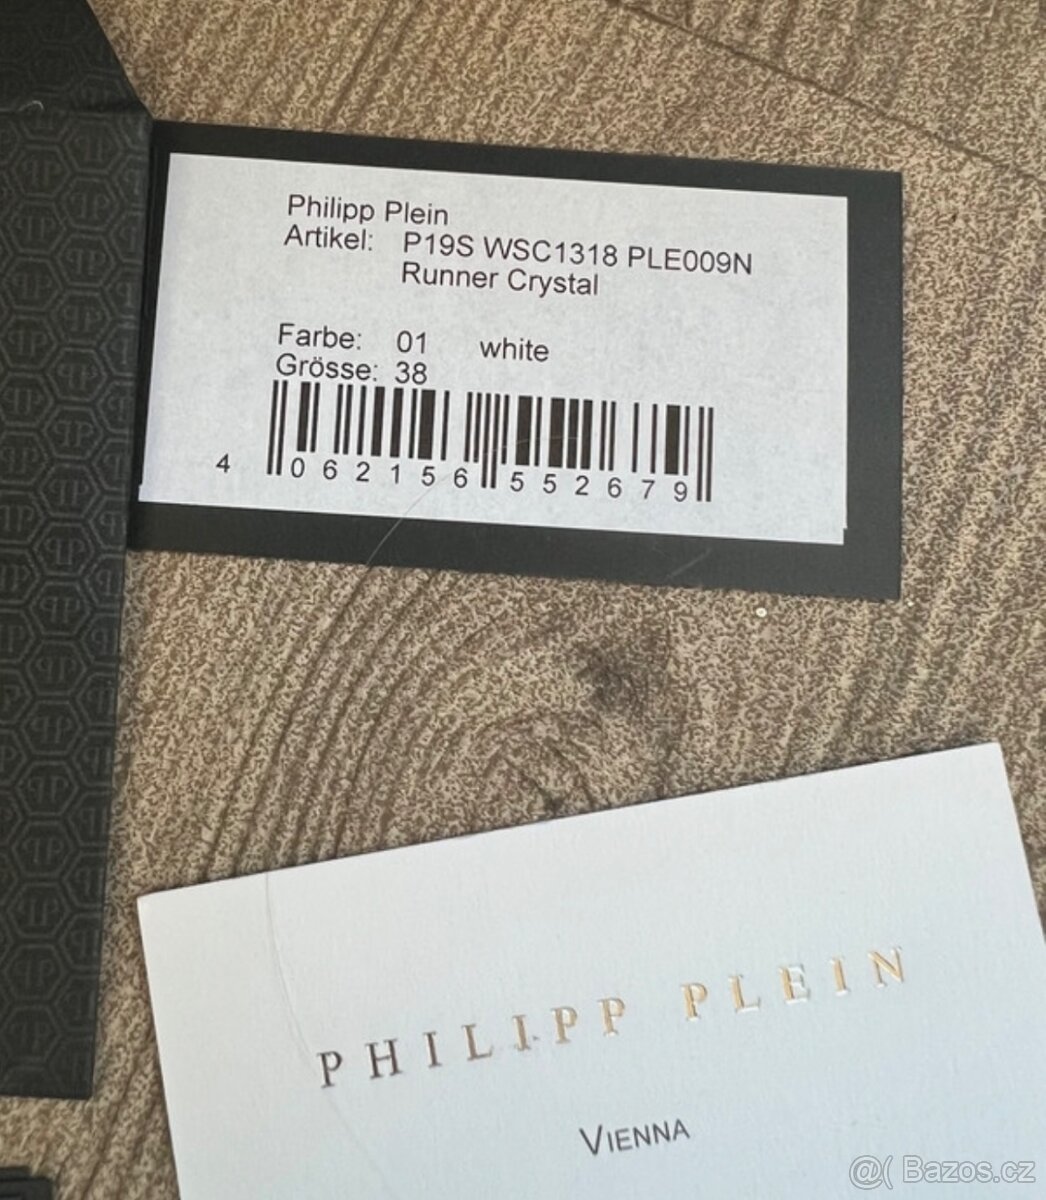 Philipp Plein
Artikel: P19S WSC1318 PLE009N
Runner Crystal
Farbe: 01 white
Grösse: 38
4 062156 552679
PHILIPP PLEIN
VIENNA
@( Bazos.cz